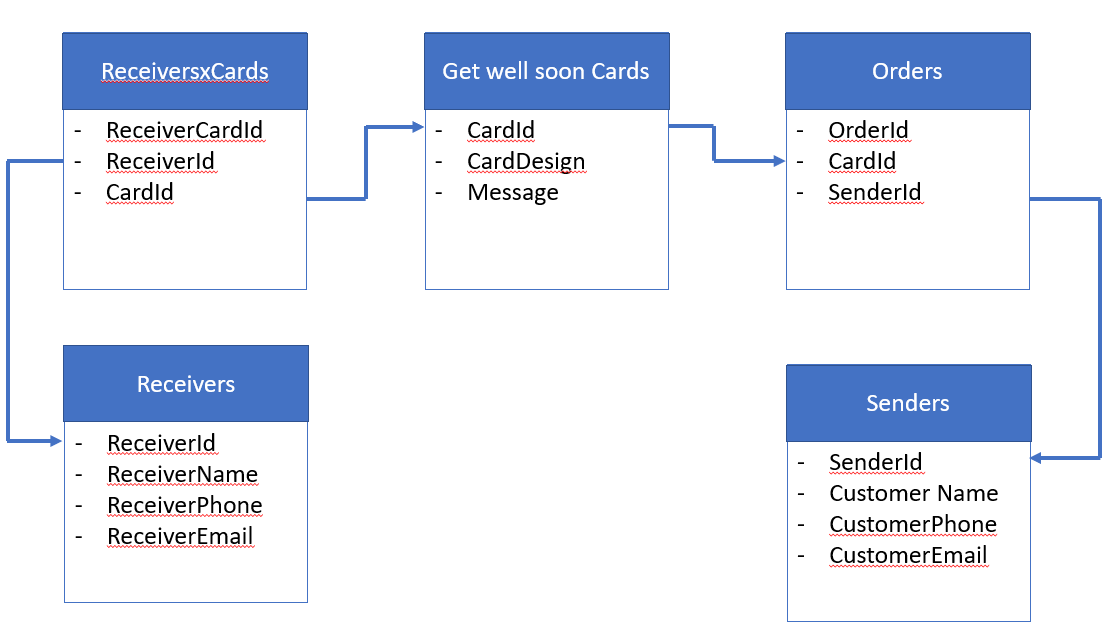 ReceiversxCards
- ReceiverCardId
- ReceiverId
- CardId
Get well soon Cards
- CardId
- CardDesign
- Message
Orders
- OrderId
- CardId
- SenderId
Receivers
- ReceiverId
- ReceiverName
- ReceiverPhone
- ReceiverEmail
Senders
- SenderId
- Customer Name
- CustomerPhone
- CustomerEmail